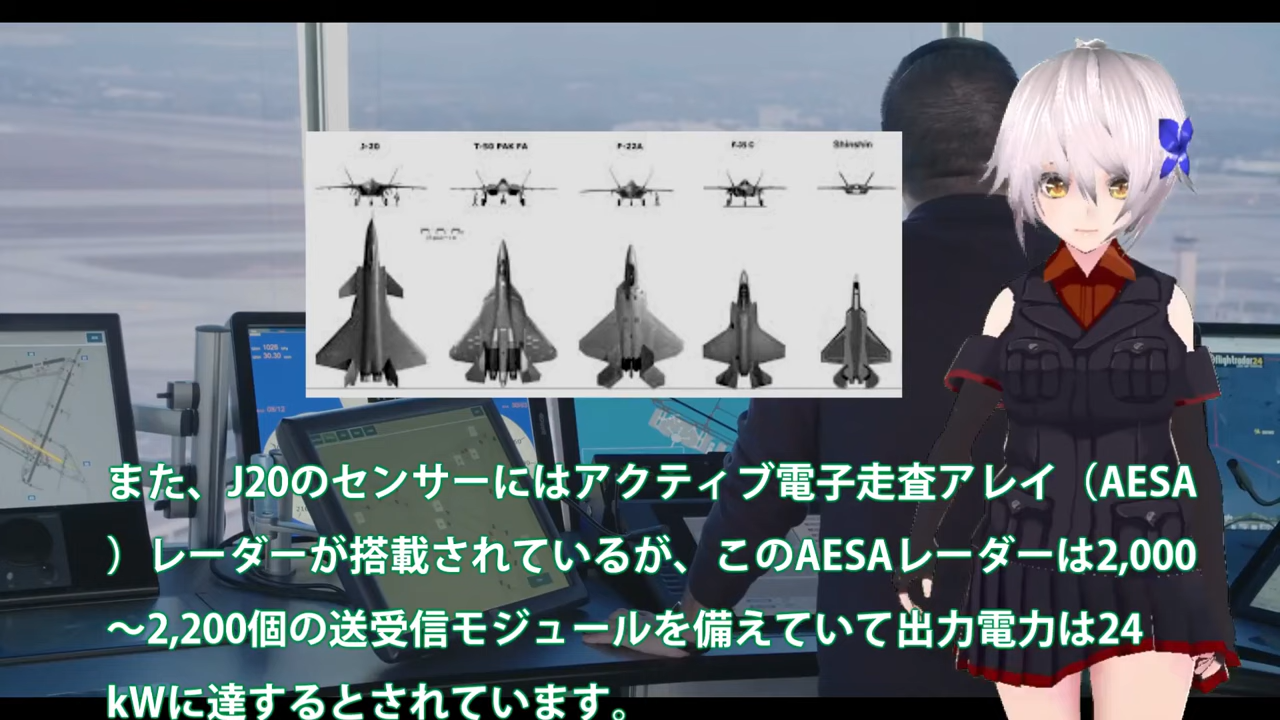 J-20 T-50 PAK FA F-22A F-35 C Shinshin
flightradar24
また、J20のセンサーにはアクティブ電子走査アレイ（AESA
）レーダーが搭載されているが、このAESAレーダーは2,000
～2,200個の送受信モジュールを備えていて出力電力は24
kWに達するとされています。